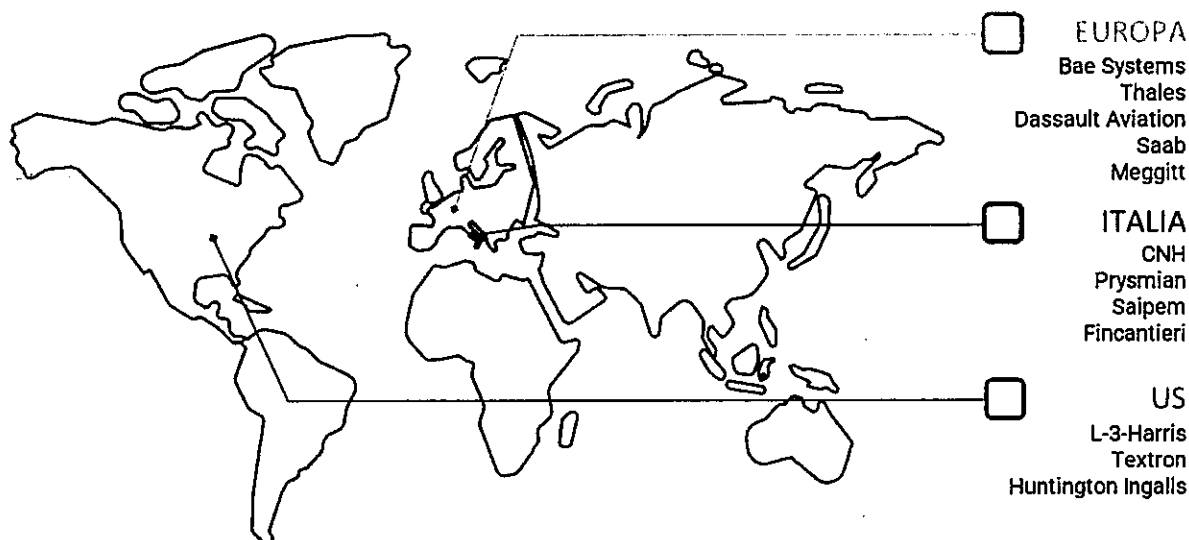 EUROPA
Bae Systems
Thales
Dassault Aviation
Saab
Meggitt
ITALIA
CNH
Prysmian
Saipem
Fincantieri
US
L-3-Harris
Textron
Huntington Ingalls